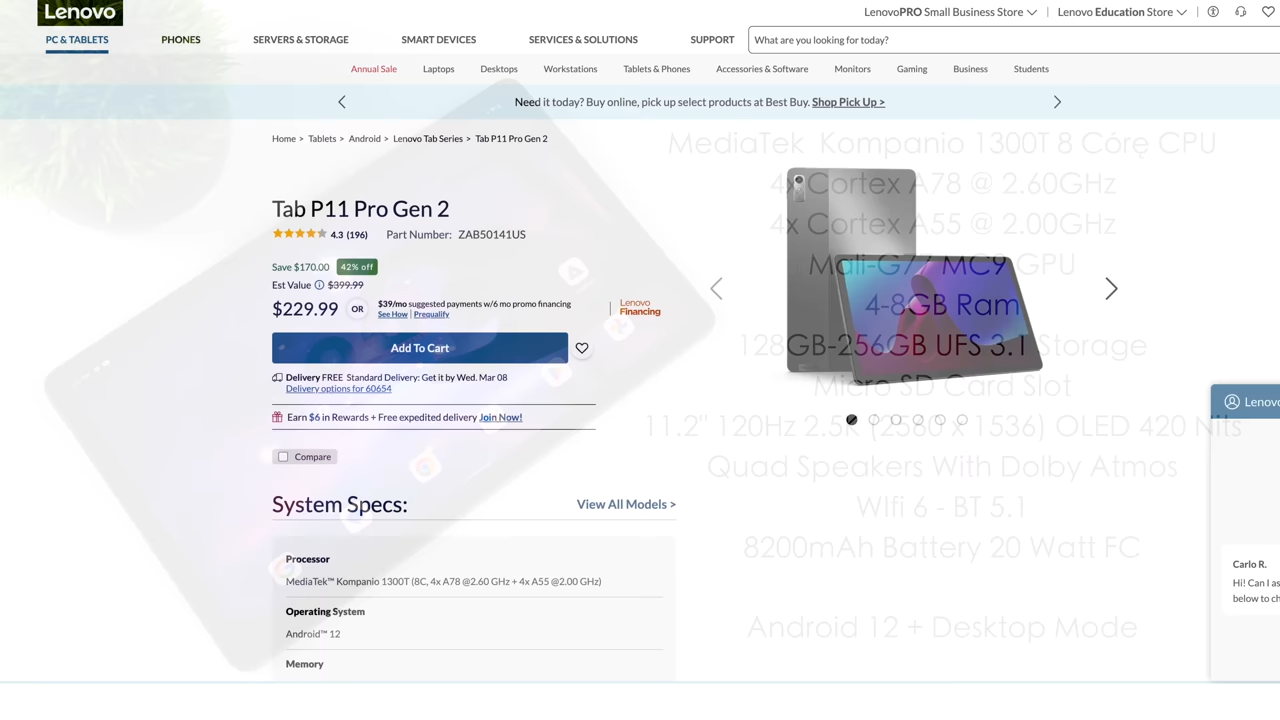 Lenovo
LenovoPRO Small Business Store | Lenovo Education Store |
PC & TABLETS PHONES SERVERS & STORAGE SMART DEVICES SERVICES & SOLUTIONS SUPPORT What are you looking for today?
Annual Sale Laptops Desktops Workstations Tablets & Phones Accessories & Software Monitors Gaming Business Students
Need it today? Buy online, pick up select products at Best Buy. Shop Pick Up >
Home > Tablets > Android > Lenovo Tab Series > Tab P11 Pro Gen 2
Tab P11 Pro Gen 2
4.3 (196) Part Number: ZAB50141US
Save $170.00 42% off
Est Value $399.99
$229.99 OR $39/mo suggested payments w/6 mo promo financing
See How | Prequalify
Lenovo
Financing
Add To Cart
Delivery FREE Standard Delivery: Get it by Wed. Mar 08
Delivery options for 60654
Earn $6 in Rewards + Free expedited delivery Join Now!
Compare
System Specs: View All Models >
Processor
MediaTek™ Kompanio 1300T (8C, 4x A78 @2.60 GHz + 4x A55 @2.00 GHz)
Operating System
Android™ 12
Memory
MediaTek Kompanio 1300T 8 Córę CPU
4x Cortex A78 @ 2.60GHz
4x Cortex A55 @ 2.00GHz
Mali-G77 MC9 GPU
4-8GB Ram
128GB-256GB UFS 3.1 Storage
Micro SD Card Slot
11.2" 120Hz 2.5K (2580 x 1536) OLED 420 Nits
Quad Speakers With Dolby Atmos
WIfi 6 - BT 5.1
8200mAh Battery 20 Watt FC
Android 12 + Desktop Mode
Lenovo
Carlo R.
Hi! Can I as
below to ch